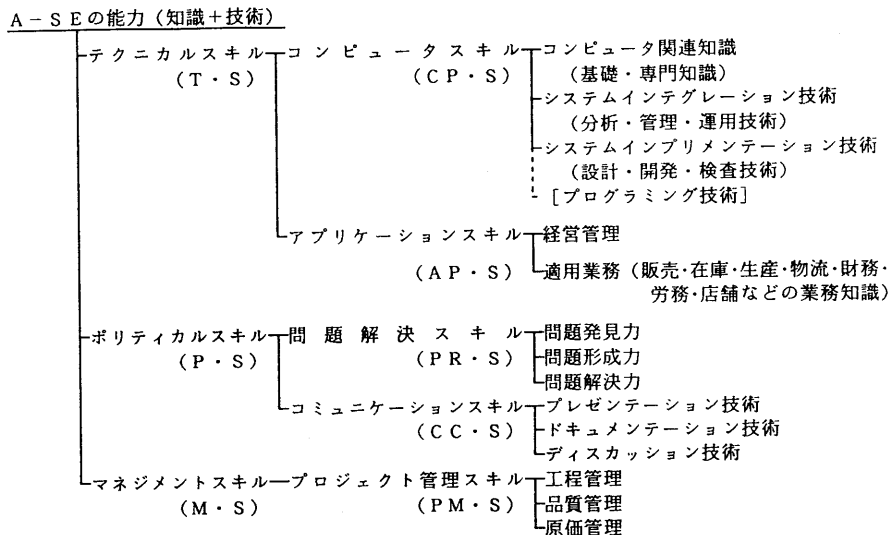 A－SEの能力（知識＋技術）
テクニカルスキル コンピュータスキル コンピュータ関連知識
（T・S） （CP・S） （基礎・専門知識）
システムインテグレーション技術
（分析・管理・運用技術）
システムインプリメンテーション技術
（設計・開発・検査技術）
［プログラミング技術］
アプリケーションスキル 経営管理
（AP・S） 適用業務（販売・在庫・生産・物流・財務・
労務・店舗などの業務知識）
ポリティカルスキル 問題解決スキル 問題発見力
（P・S） （PR・S） 問題形成力
問題解決力
コミュニケーションスキル プレゼンテーション技術
（CC・S） ドキュメンテーション技術
ディスカッション技術
マネジメントスキル プロジェクト管理スキル 工程管理
（M・S） （PM・S） 品質管理
原価管理